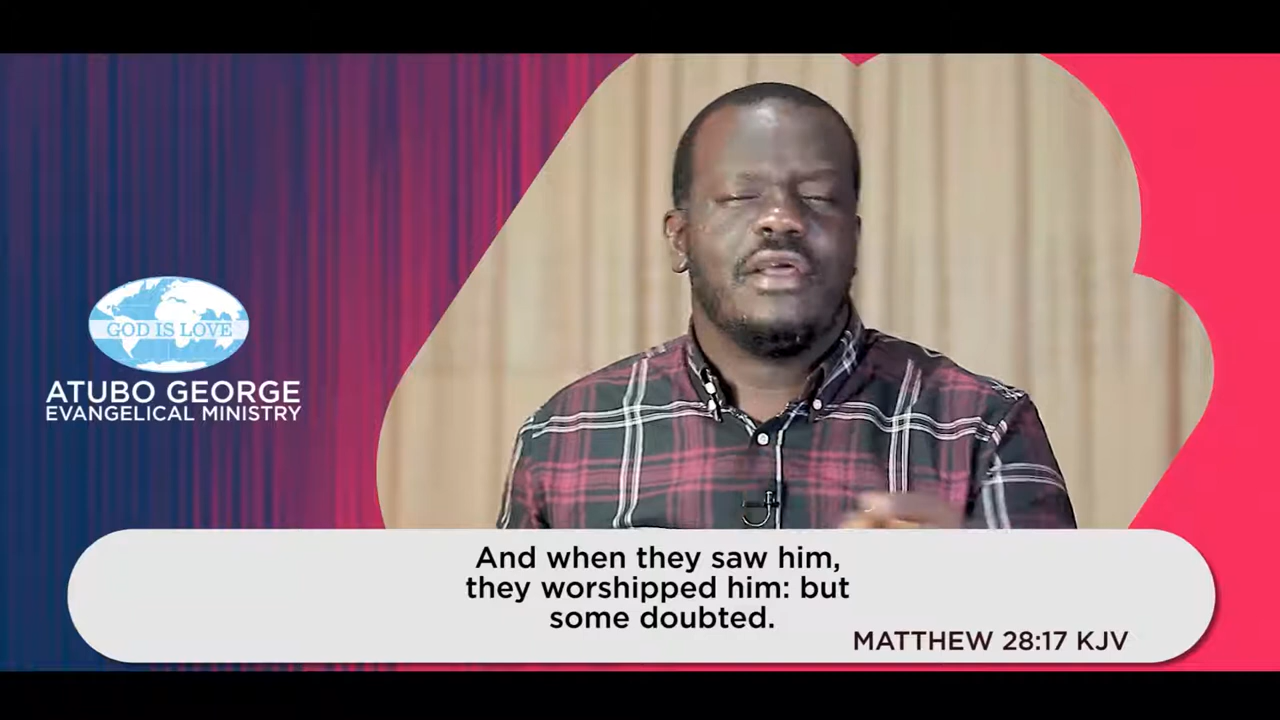 GOD IS LOVE
ATUBO GEORGE
EVANGELICAL MINISTRY
And when they saw him,
they worshipped him: but
some doubted.
MATTHEW 28:17 KJV